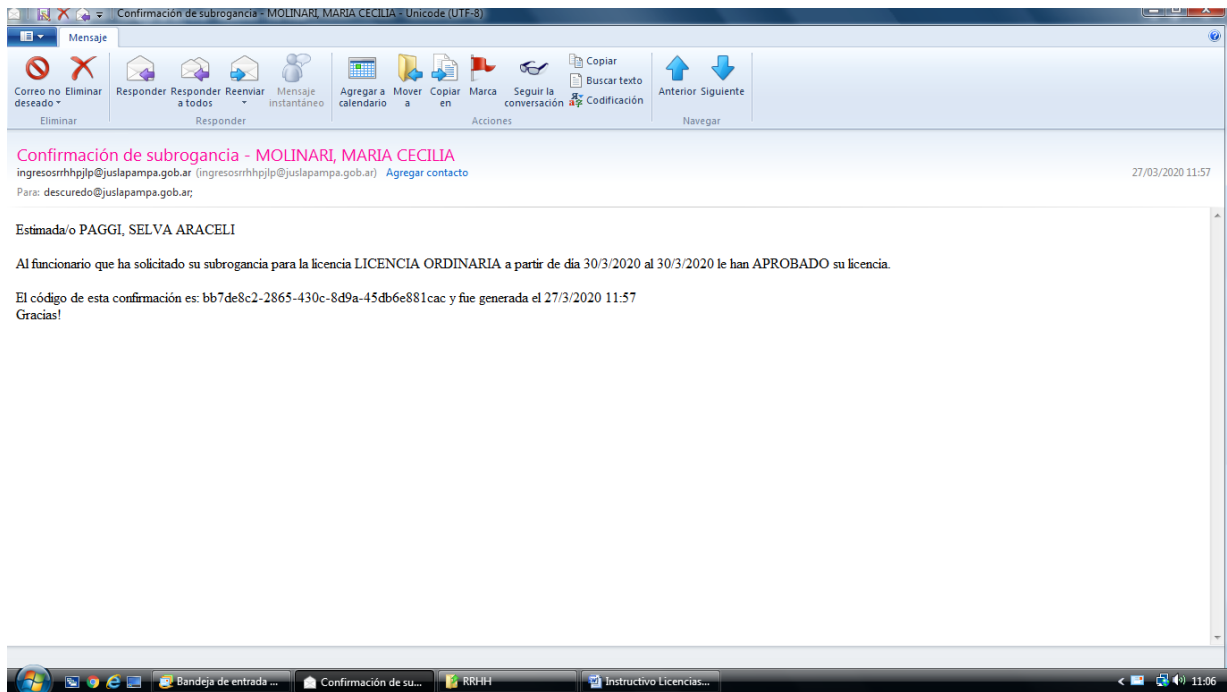 Confirmación de subrogancia - MOLINARI, MARIA CECILIA - Unicode (UTF-8)
Mensaje
Correo no deseado
Eliminar
Responder
Responder a todos
Reenviar
Mensaje instantáneo
Agregar a calendario
Mover a
Copiar en
Marca
Seguir la conversación
Copiar
Buscar texto
Codificación
Anterior
Siguiente
Eliminar
Responder
Acciones
Navegar
Confirmación de subrogancia - MOLINARI, MARIA CECILIA
ingresosrrhhpjlp@juslapampa.gob.ar (ingresosrrhhpjlp@juslapampa.gob.ar) Agregar contacto
27/03/2020 11:57
Para: descuredo@juslapampa.gob.ar;
Estimada/o PAGGI, SELVA ARACELI
Al funcionario que ha solicitado su subrogancia para la licencia LICENCIA ORDINARIA a partir de dia 30/3/2020 al 30/3/2020 le han APROBADO su licencia.
El código de esta confirmación es: bb7de8c2-2865-430c-8d9a-45db6e881cac y fue generada el 27/3/2020 11:57
Gracias!
Bandeja de entrada ...
Confirmación de su...
RRHH
Instructivo Licencias...
11:06